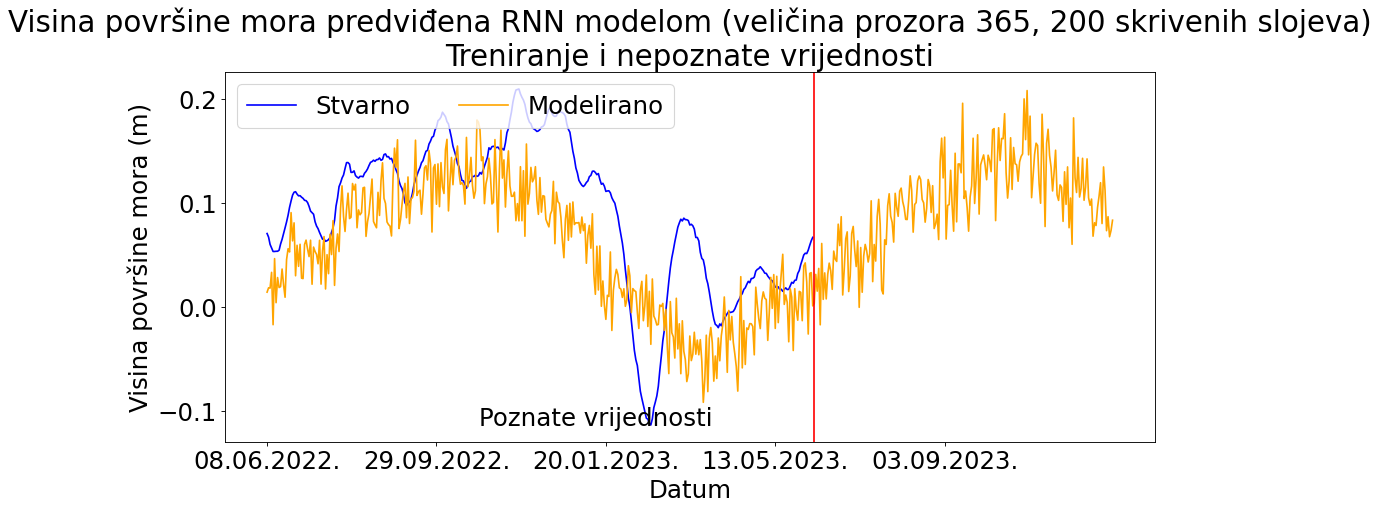 Visina površine mora predviđena RNN modelom (veličina prozora 365, 200 skrivenih slojeva)
Treniranje i nepoznate vrijednosti
Stvarno
Modelirano
Visina površine mora (m)
0.2
0.1
0.0
−0.1
Poznate vrijednosti
08.06.2022.
29.09.2022.
20.01.2023.
13.05.2023.
03.09.2023.
Datum